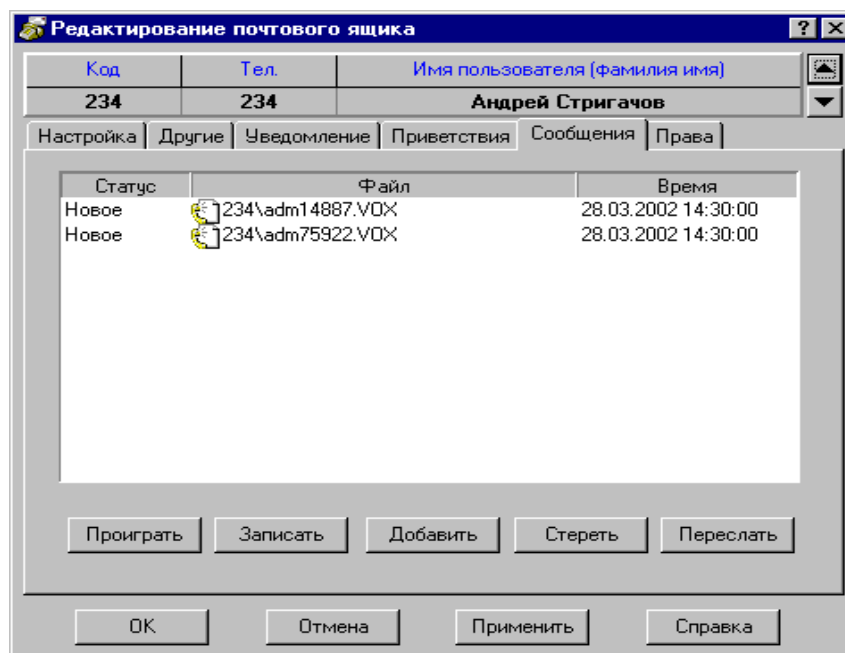 Редактирование почтового ящика
Код Тел. Имя пользователя (фамилия имя)
234 234 Андрей Стригачов
Настройка Другие Уведомление Приветствия Сообщения Права
Статус Файл Время
Новое 234\adm14887.VOX 28.03.2002 14:30:00
Новое 234\adm75922.VOX 28.03.2002 14:30:00
Проиграть Записать Добавить Стереть Переслать
OK Отмена Применить Справка